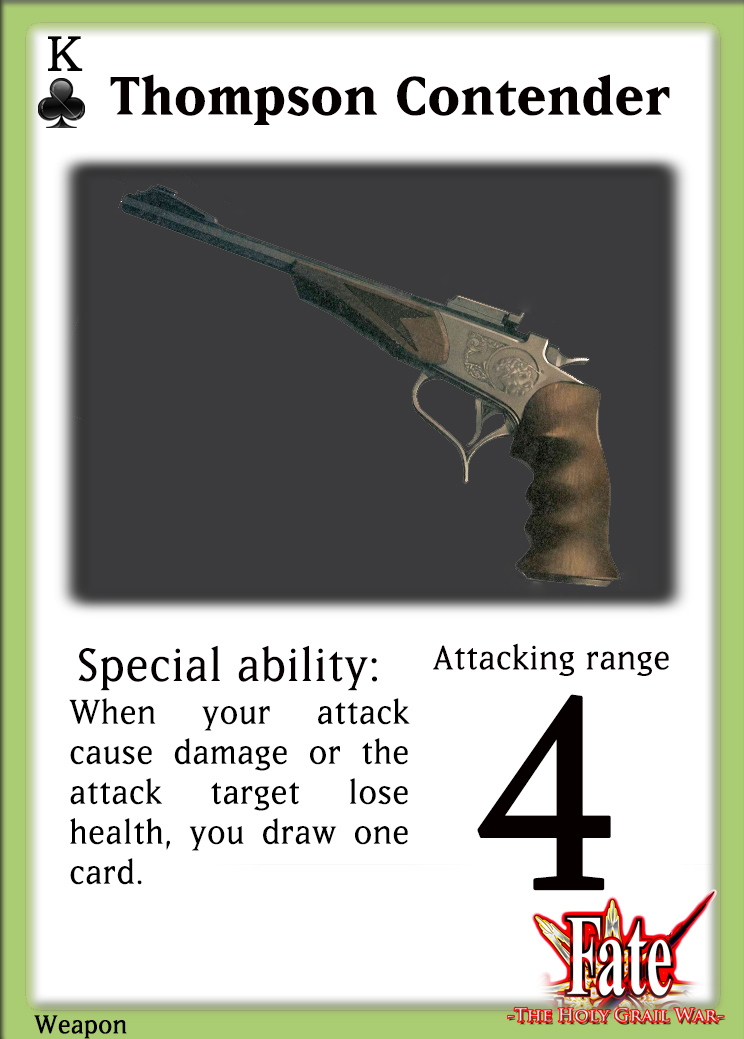 K
Thompson Contender
Special ability:
When your attack
cause damage or the
attack target lose
health, you draw one
card.
Attacking range
4
Fate
-THE HOLY GRAIL WAR-
Weapon